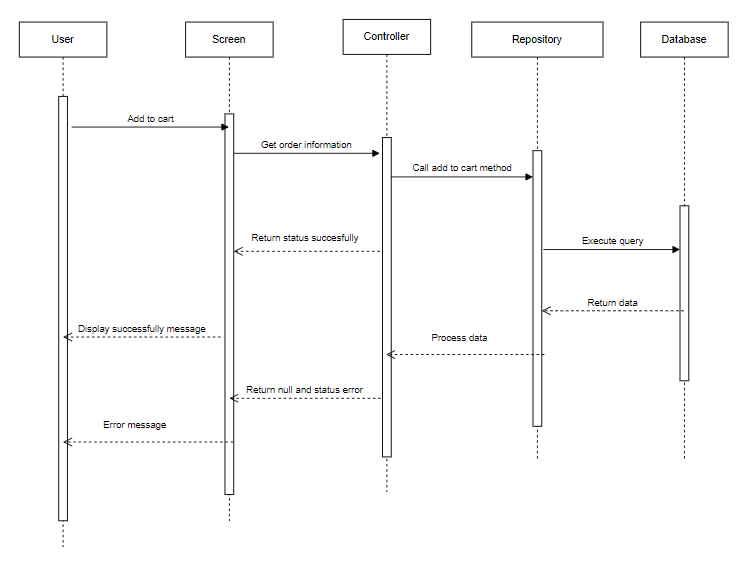 User
Screen
Controller
Repository
Database
Add to cart
Get order information
Call add to cart method
Return status succesfully
Execute query
Return data
Display successfully message
Process data
Return null and status error
Error message